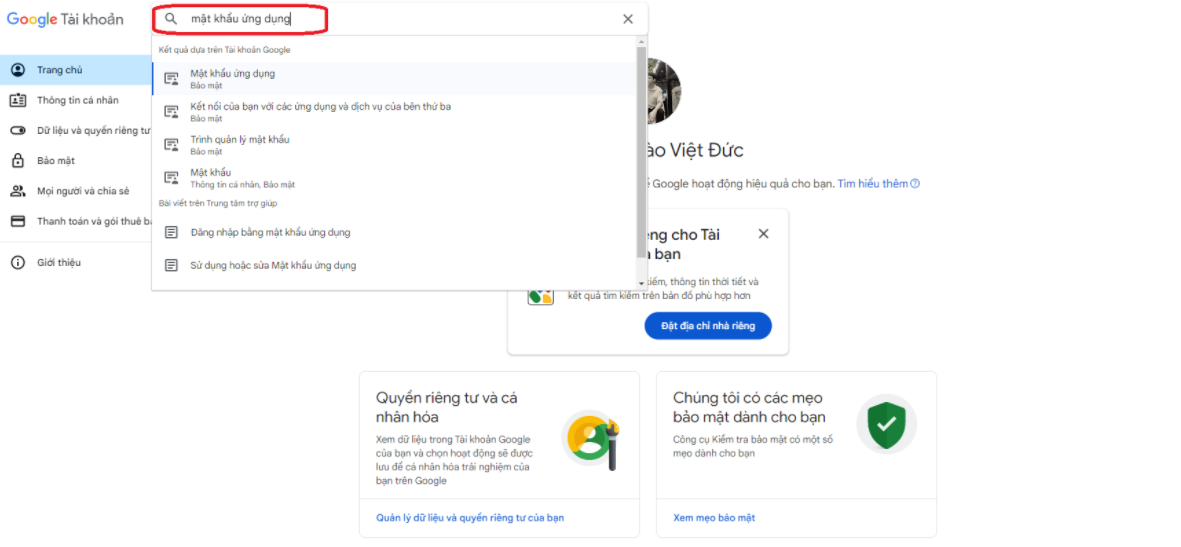 Google Tài khoản
mật khẩu ứng dụng
Kết quả dựa trên Tài khoản Google
Trang chủ
Mật khẩu ứng dụng
Bảo mật
Thông tin cá nhân
Kết nối của bạn với các ứng dụng và dịch vụ của bên thứ ba
Bảo mật
Dữ liệu và quyền riêng tư
Trình quản lý mật khẩu
Bảo mật
Bảo mật
Mật khẩu
Thông tin cá nhân, Bảo mật
Mọi người và chia sẻ
Bài viết trên Trung tâm trợ giúp
Thanh toán và gói thuê
Đăng nhập bằng mật khẩu ứng dụng
Giới thiệu
Sử dụng hoặc sửa Mật khẩu ứng dụng
Việt Đức
Google hoạt động hiệu quả cho bạn. Tìm hiểu thêm
cho Tài
bạn
thông tin thời tiết và
kết quả tìm kiếm trên bản đồ phù hợp hơn
Đặt địa chỉ nhà riêng
Quyền riêng tư và cá
nhân hóa
Xem dữ liệu trong Tài khoản Google
của bạn và chọn hoạt động sẽ được
lưu để cá nhân hóa trải nghiệm của
bạn trên Google
Quản lý dữ liệu và quyền riêng tư của bạn
Chúng tôi có các mẹo
bảo mật dành cho bạn
Công cụ Kiểm tra bảo mật có một số
mẹo dành cho bạn
Xem mẹo bảo mật